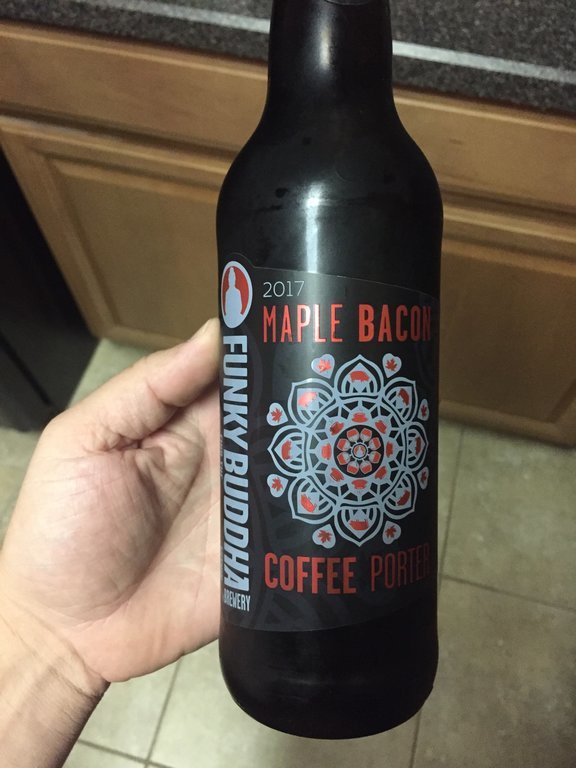 2017
MAPLE BACON
COFFEE PORTER
FUNKY BUDDHA
BREWERY